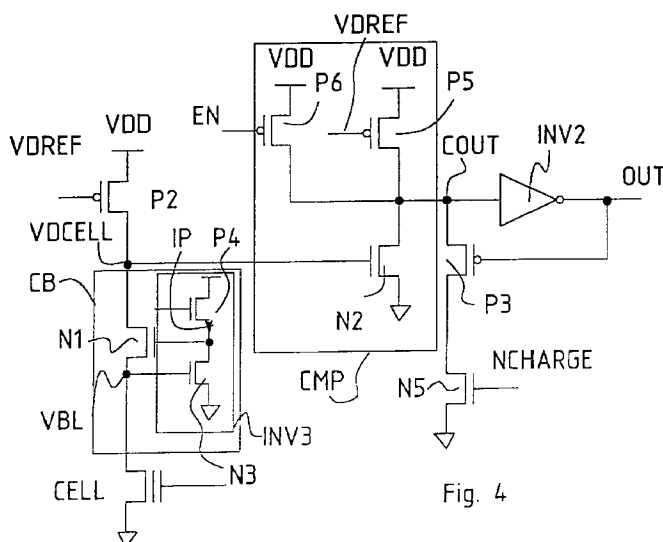 VDREF
VDD
VDD
P6
P5
EN
INV2
VDREF
VDD
COUT
OUT
P2
VDCELL
IP
P4
CB
N1
N2
P3
NCHARGE
CMP
N5
VBL
INV3
N3
CELL
Fig. 4